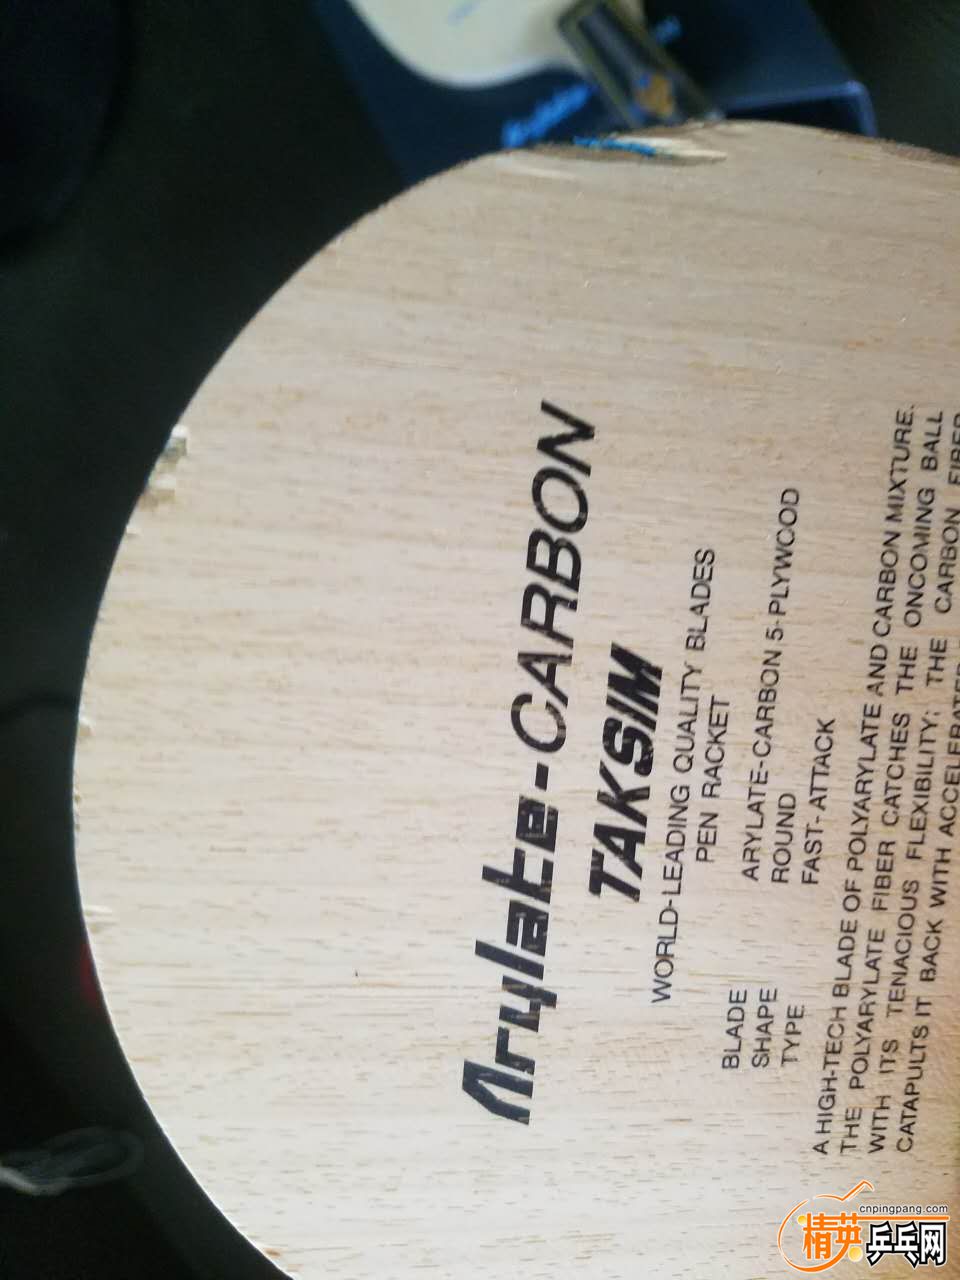 Arylate-CARBON
TAKSIM
WORLD-LEADING QUALITY BLADES
PEN RACKET
BLADE ARYLATE-CARBON 5-PLYWOOD
SHAPE ROUND
TYPE FAST-ATTACK
A HIGH-TECH BLADE OF POLYARYLATE AND CARBON MIXTURE.
THE POLYARYLATE FIBER CATCHES THE ONCOMING BALL
WITH ITS TENACIOUS FLEXIBILITY; THE CARBON FIBER
CATAPULTS IT BACK WITH ACCELERATED
cnpingpang.com
精英乒乓网